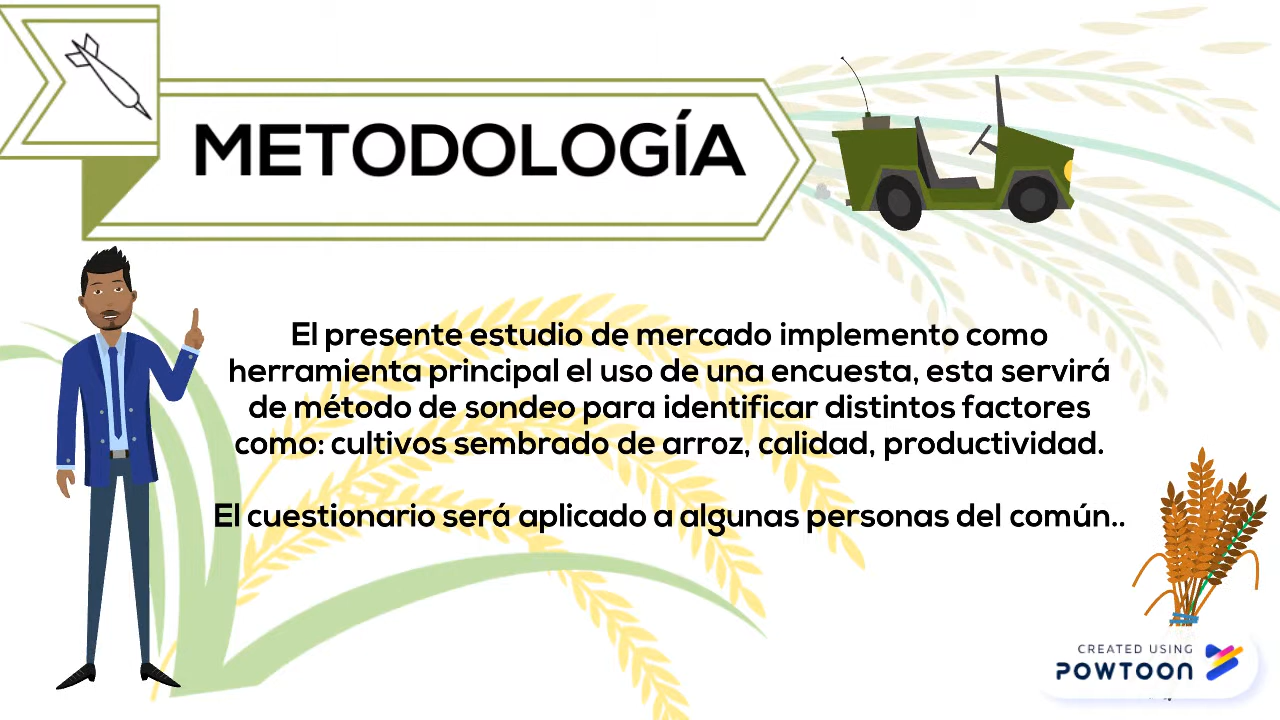 METODOLOGÍA
El presente estudio de mercado implemento como
herramienta principal el uso de una encuesta, esta servirá
de método de sondeo para identificar distintos factores
como: cultivos sembrado de arroz, calidad, productividad.
El cuestionario será aplicado a algunas personas del común..
CREATED USING
POWTOON